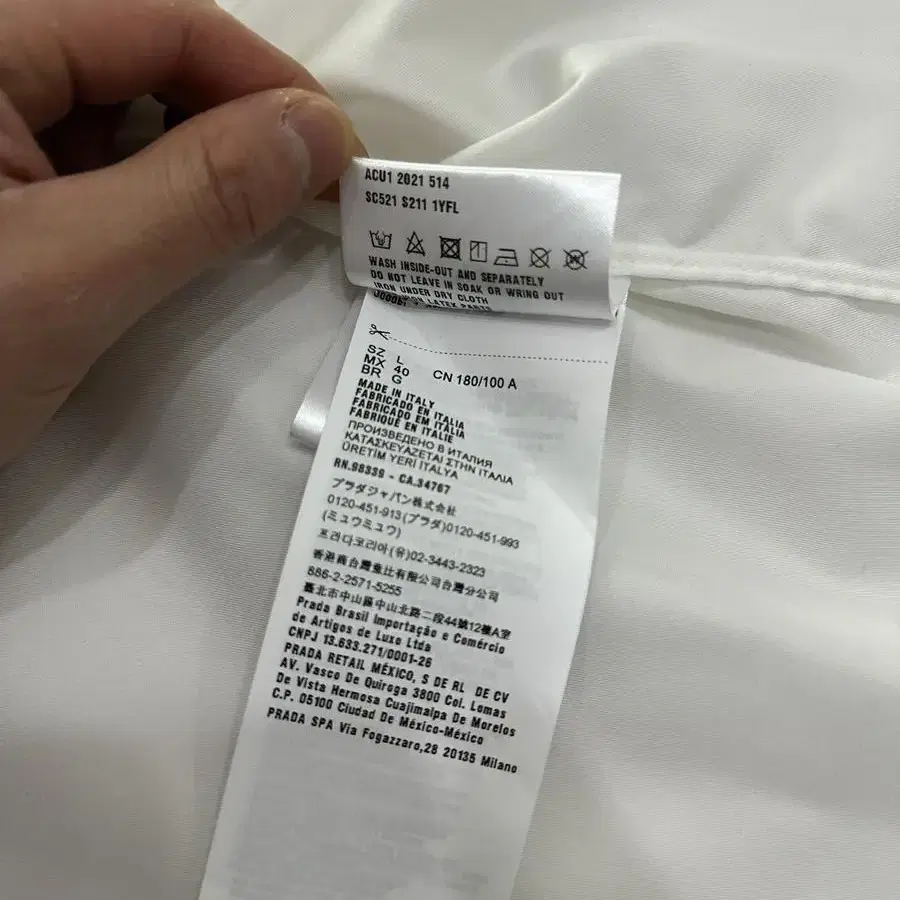 ACU1 2021 514
SC521 S211 1YFL
WASH INSIDE-OUT AND SEPARATELY
DO NOT LEAVE IN SOAK OR WRING OUT
IRON UNDER DRY CLOTH
LATEX PARTS
SZ L
MX 40 CN 180/100 A
BR G
MADE IN ITALY
FABRICADO EN ITALIA
FABRICADO EM ITÁLIA
FABRIQUÉ EN ITALIE
ПРОИЗВЕДЕНО В ИТАЛИЯ
ΚΑΤΑΣΚΕΥΑΖΕΤΑΙ ΣΤΗΝ ΙΤΑΛΙΑ
ÜRETİM YERİ İTALYA
RN.98339 - CA.34767
プラダジャパン株式会社
0120-451-913(プラダ)0120-451-993
(ミュウミュウ)
프라다코리아(유)02-3443-2323
香港商台灣普比有限公司台灣分公司
886-2-2571-5255
臺北市中山區中山北路二段44號12樓A室
Prada Brasil Importação e Comércio
de Artigos de Luxo Ltda
CNPJ 13.633.271/0001-26
PRADA RETAIL MÉXICO, S DE RL DE CV
AV. Vasco De Quiroga 3800 Col. Lomas
De Vista Hermosa Cuajimalpa De Morelos
C.P. 05100 Ciudad De México-México
PRADA SPA Vía Fogazzaro,28 20135 Milano